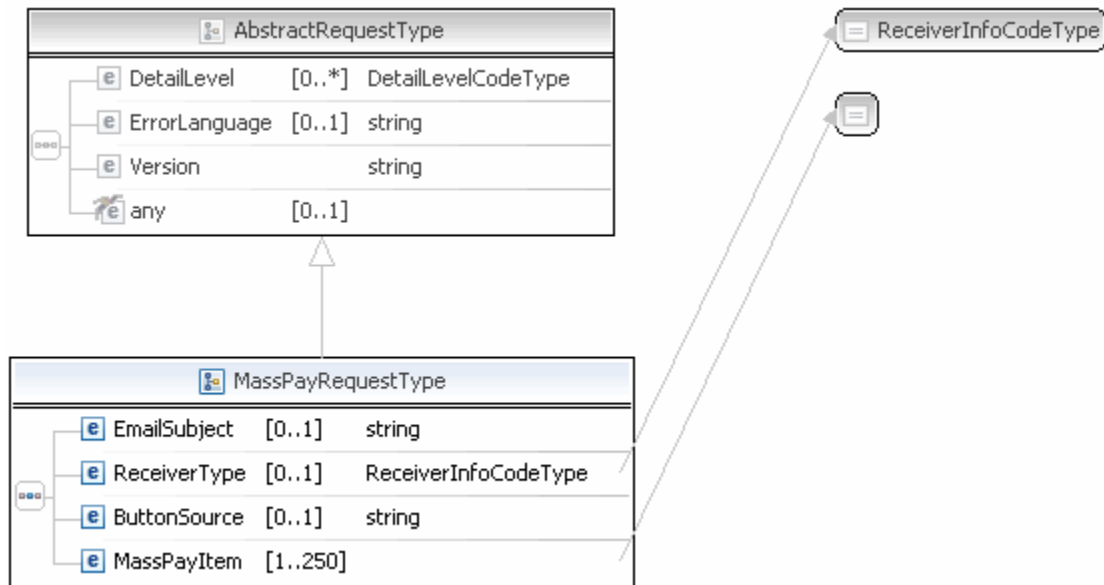 AbstractRequestType
e DetailLevel [0..*] DetailLevelCodeType
e ErrorLanguage [0..1] string
e Version string
e any [0..1]
ReceiverInfoCodeType
MassPayRequestType
e EmailSubject [0..1] string
e ReceiverType [0..1] ReceiverInfoCodeType
e ButtonSource [0..1] string
e MassPayItem [1..250]